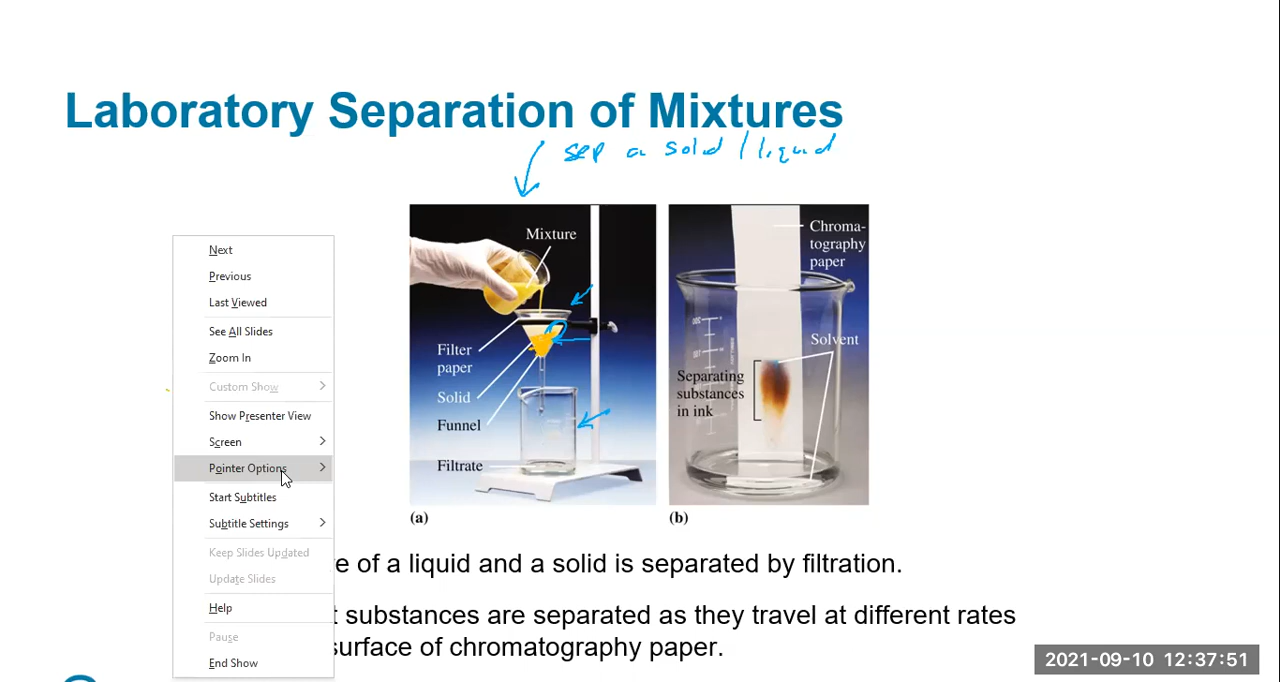 Laboratory Separation of Mixtures
sep a solid / liquid
Mixture
Filter
paper
Solid
Funnel
Filtrate
(a)
Chroma-
tography
paper
Solvent
Separating
substances
in ink
(b)
Next
Previous
Last Viewed
See All Slides
Zoom In
Custom Show
Show Presenter View
Screen
Pointer Options
Start Subtitles
Subtitle Settings
Keep Slides Updated
Update Slides
Help
Pause
End Show
of a liquid and a solid is separated by filtration.
substances are separated as they travel at different rates
surface of chromatography paper.
2021-09-10 12:37:51